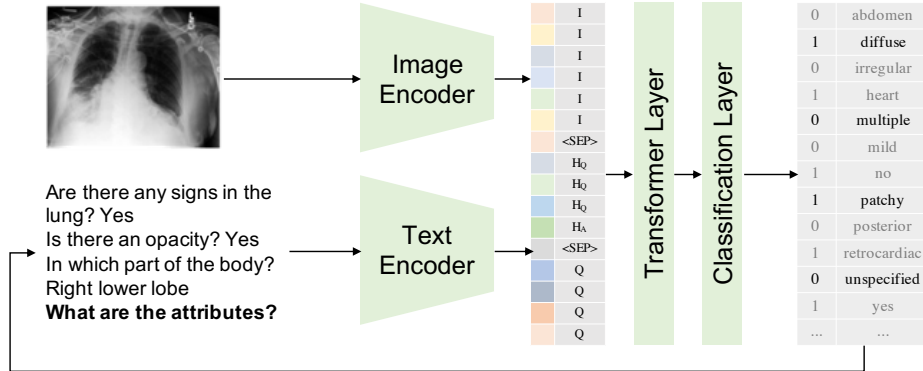 Image
Encoder
Are there any signs in the
lung? Yes
Is there an opacity? Yes
In which part of the body?
Right lower lobe
What are the attributes?
Text
Encoder
I
I
I
I
I
I
<SEP>
HQ
HQ
HQ
HA
<SEP>
Q
Q
Q
Q
Transformer Layer
Classification Layer
0 abdomen
1 diffuse
0 irregular
1 heart
0 multiple
0 mild
1 no
1 patchy
0 posterior
1 retrocardiac
0 unspecified
1 yes
... ...